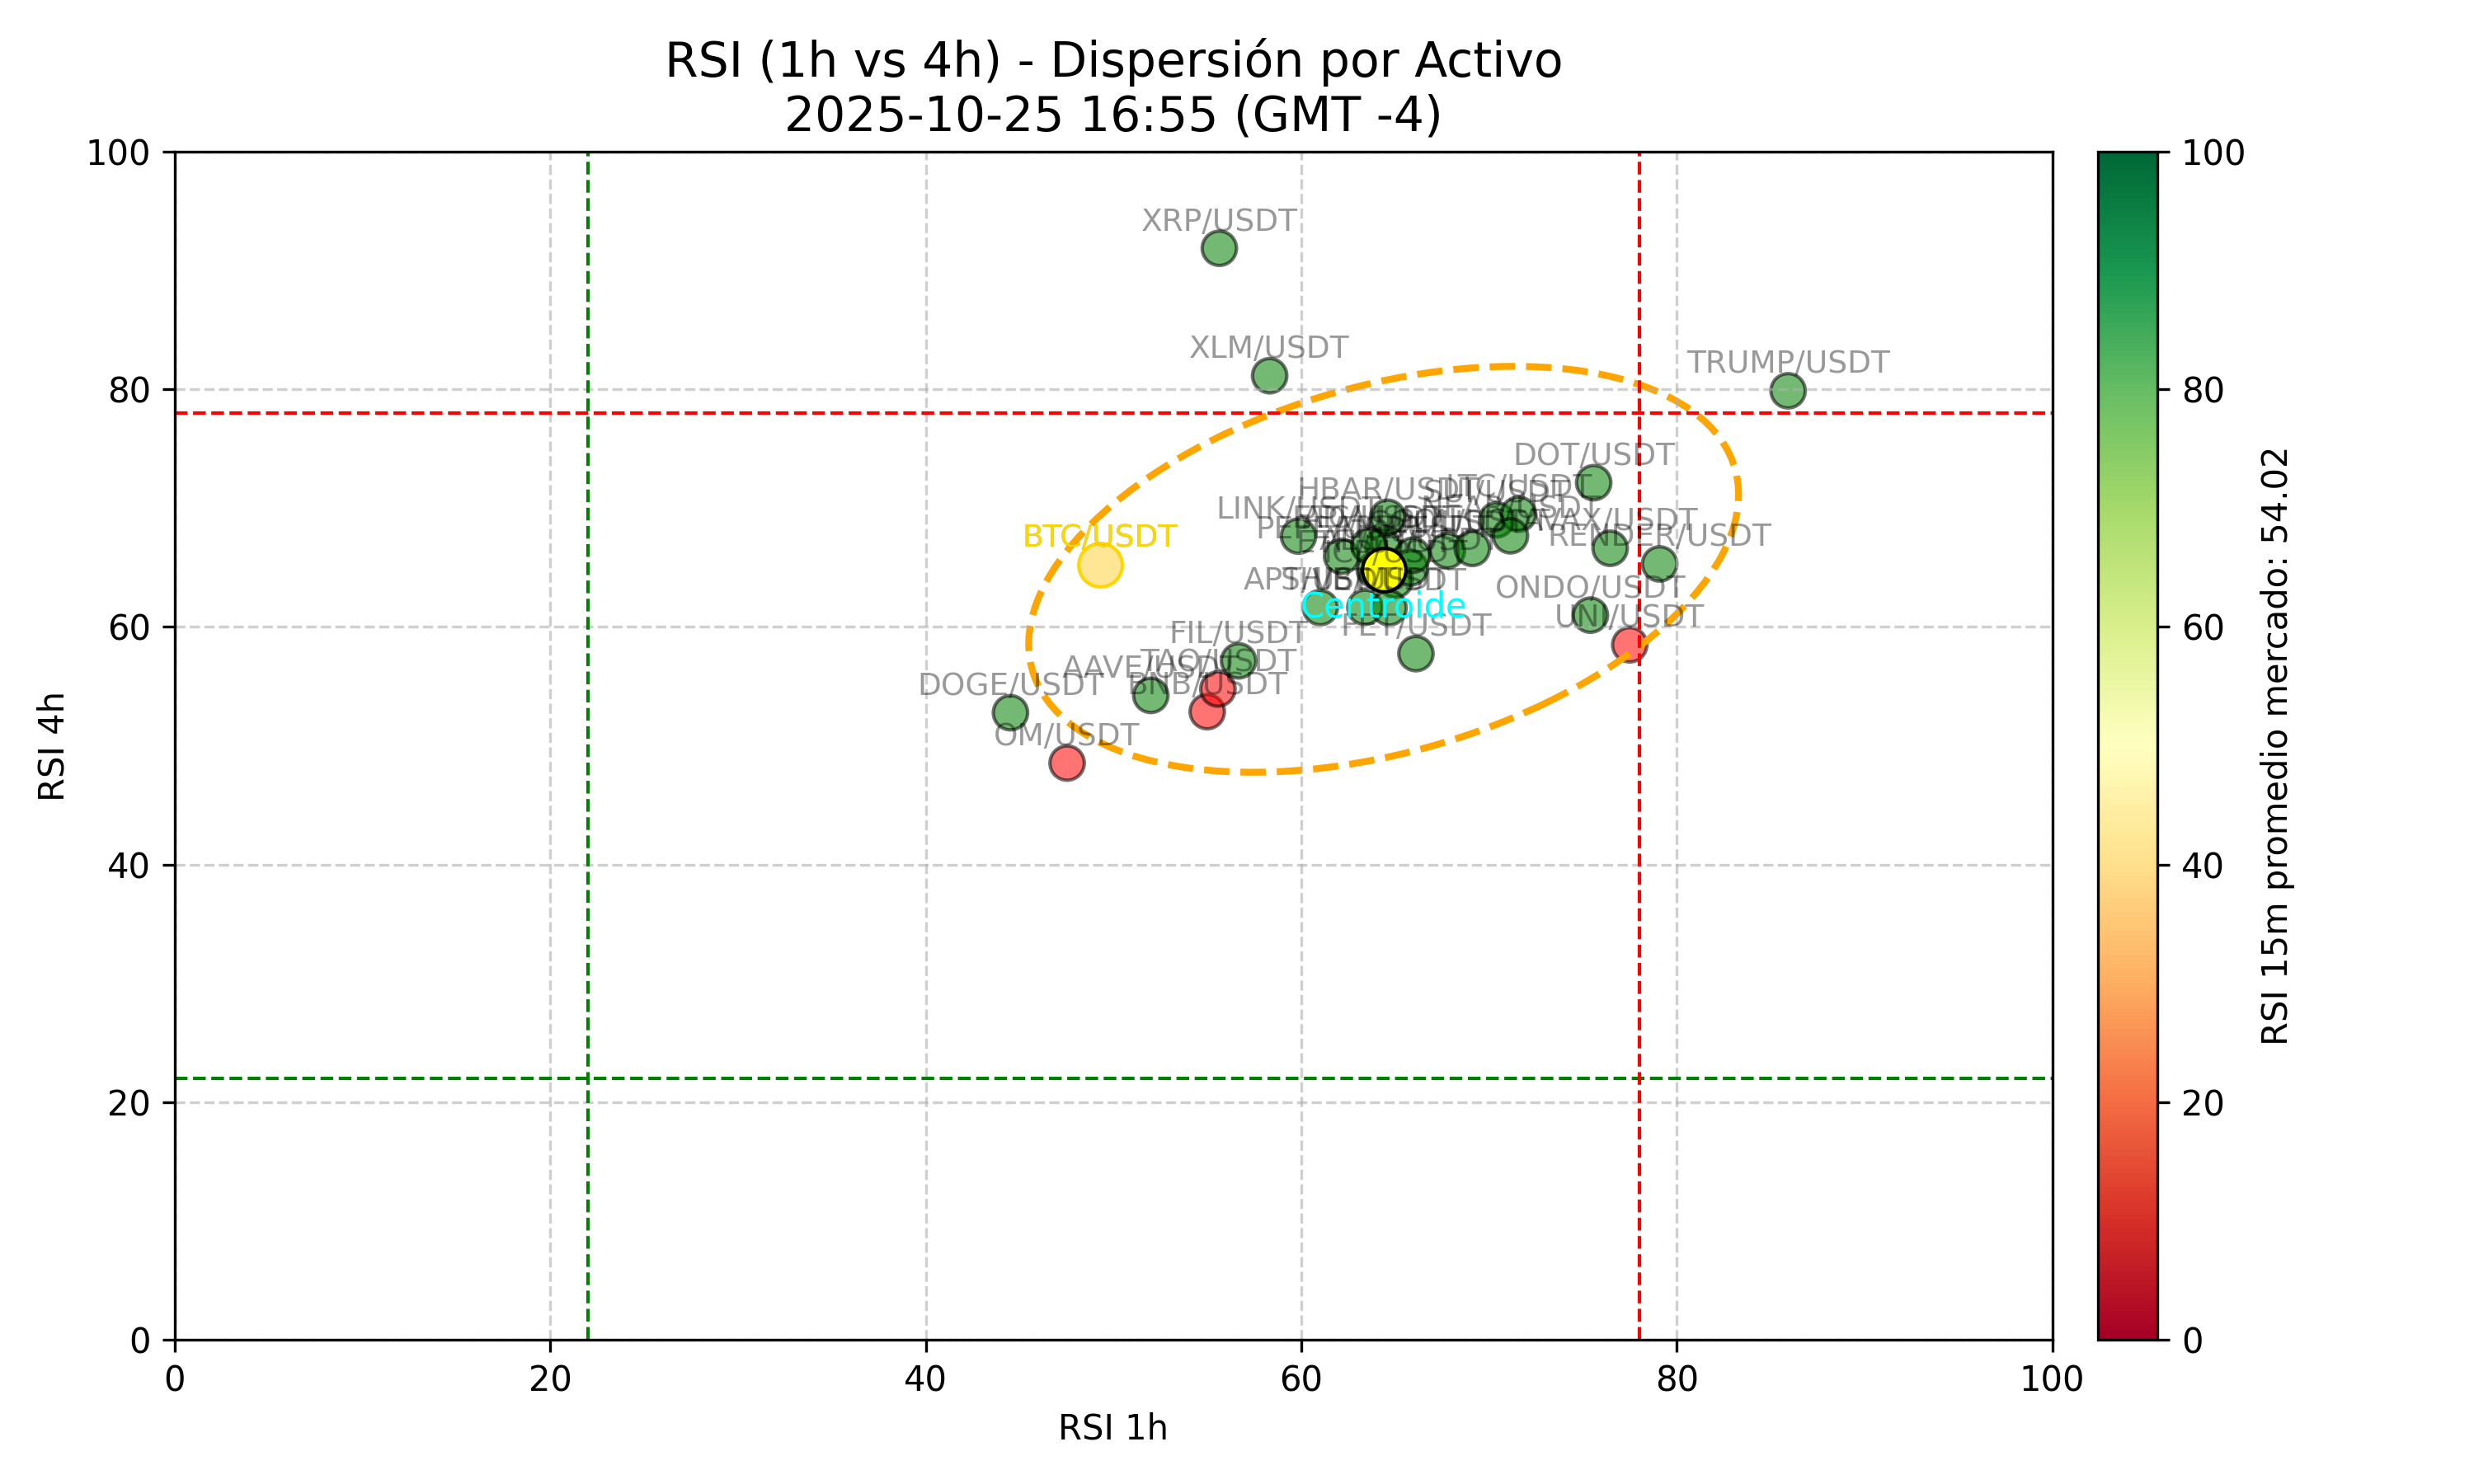 RSI (1h vs 4h) - Dispersión por Activo
2025-10-25 16:55 (GMT -4)
100
80
60
40
20
0
RSI 4h
0
20
40
60
80
100
RSI 1h
XRP/USDT
XLM/USDT
TRUMP/USDT
DOT/USDT
HBAR/USDT
LTC/USDT
LINK/USDT
BTC/USDT
RENDER/USDT
ONDO/USDT
UNI/USDT
Centroide
FET/USDT
FIL/USDT
TAO/USDT
AAVE/USDT
BNB/USDT
DOGE/USDT
OM/USDT
100
80
60
40
20
0
RSI 15m promedio mercado: 54.02